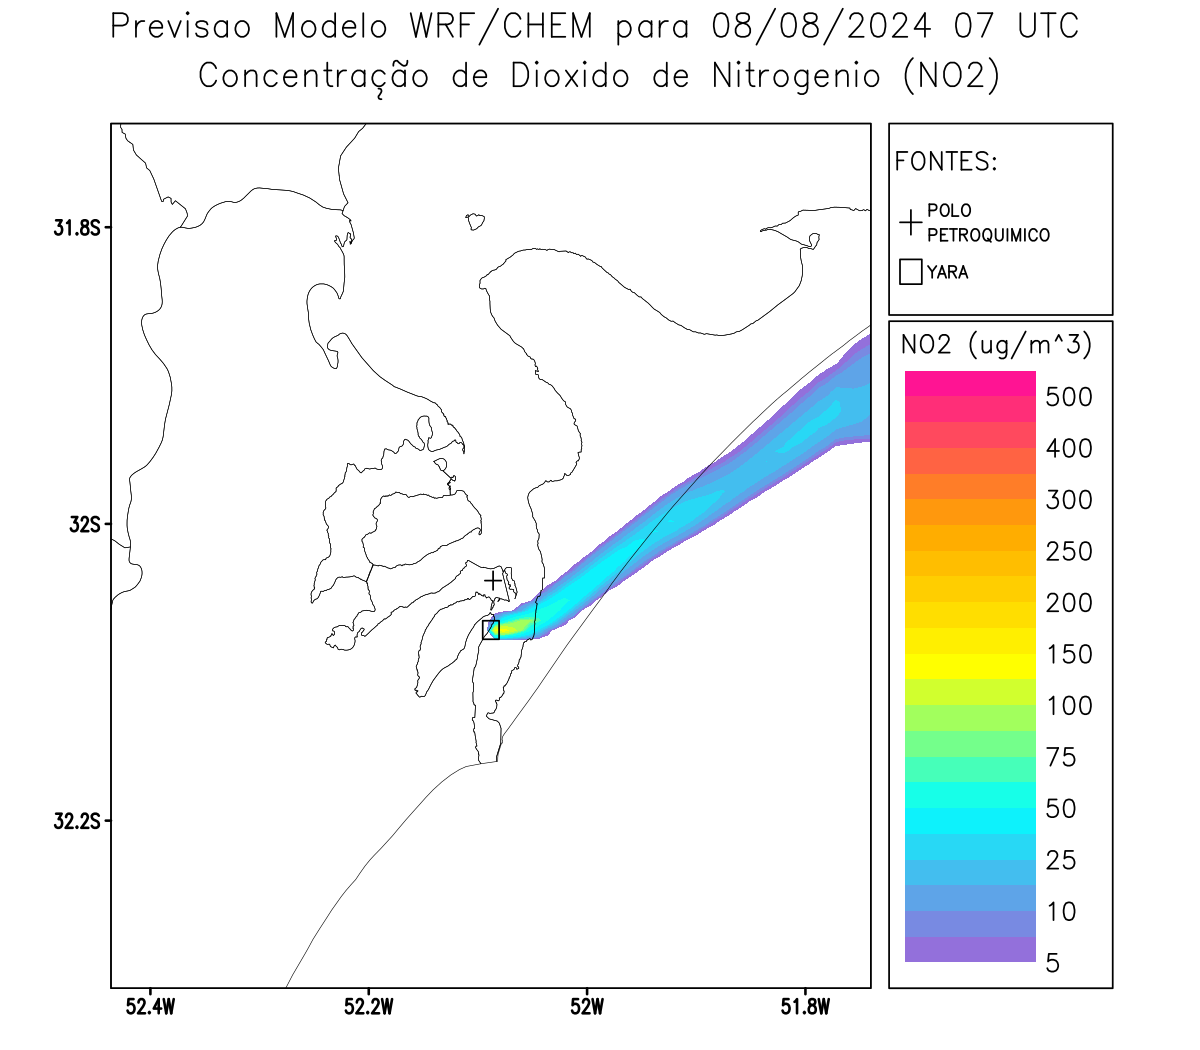 Previsao Modelo WRF/CHEM para 08/08/2024 07 UTC
Concentração de Dioxido de Nitrogenio (NO2)
FONTES:
POLO
PETROQUIMICO
YARA
31.8S
32S
32.2S
52.4W
52.2W
52W
51.8W
NO2 (ug/m^3)
500
400
300
250
200
150
100
75
50
25
10
5